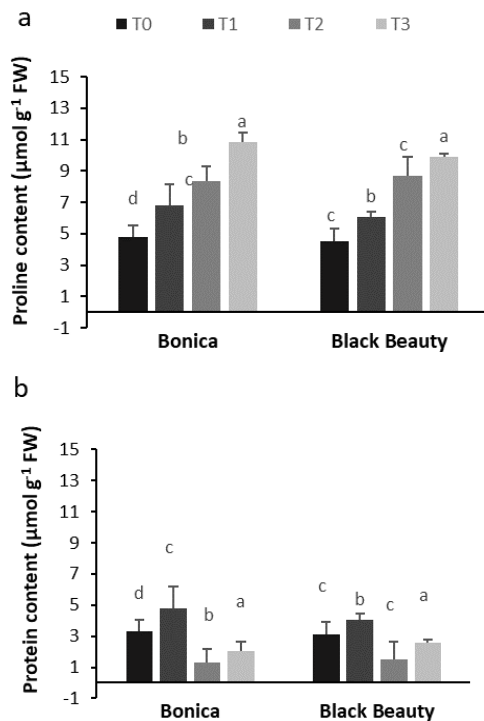 a
T0 T1 T2 T3
Proline content (µmol g⁻¹ FW)
15
13
11
9
7
5
3
1
-1
d c b a c b c a
Bonica Black Beauty
b
Protein content (µmol g⁻¹ FW)
15
13
11
9
7
5
3
1
-1
d c b a c b c a
Bonica Black Beauty